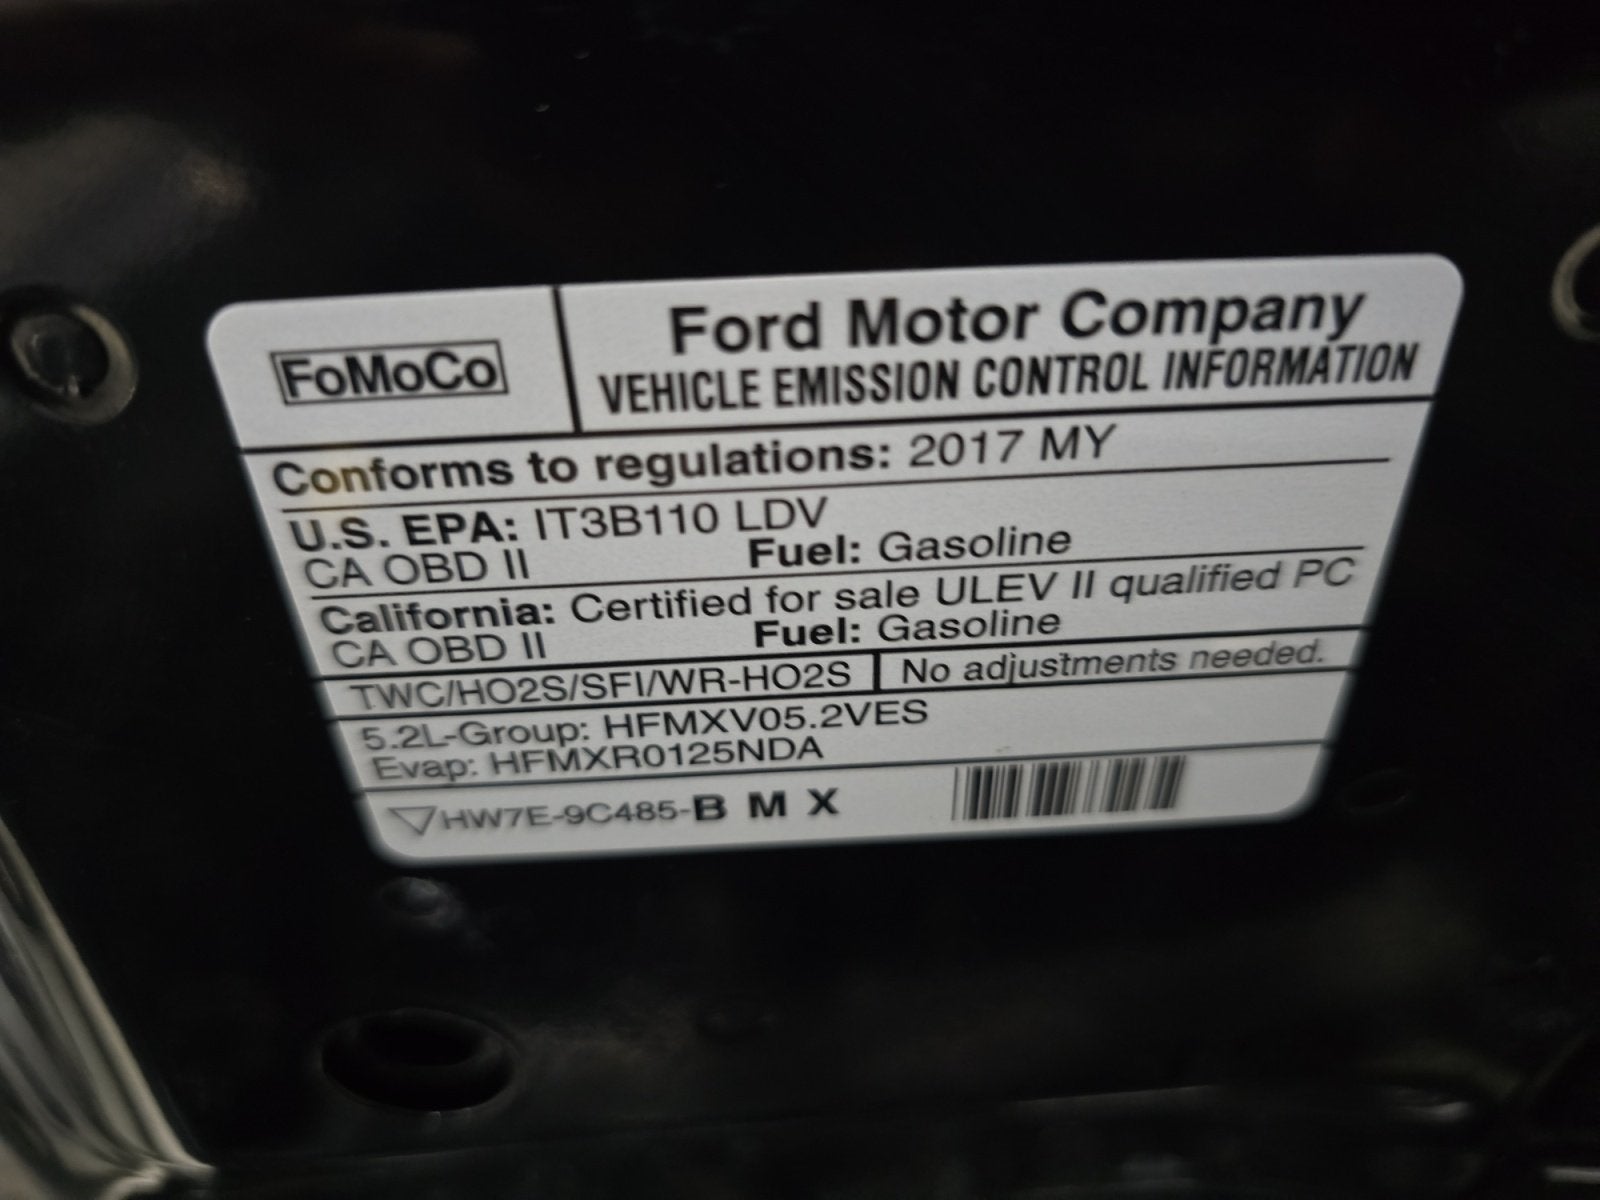 FoMoCo
Ford Motor Company
VEHICLE EMISSION CONTROL INFORMATION
Conforms to regulations: 2017 MY
U.S. EPA: IT3B110 LDV
CA OBD II Fuel: Gasoline
California: Certified for sale ULEV II qualified PC
CA OBD II Fuel: Gasoline
TWC/HO2S/SFI/WR-HO2S No adjustments needed.
5.2L-Group: HFMXV05.2VES
Evap: HFMXR0125NDA
HW7E-9C485-B M X